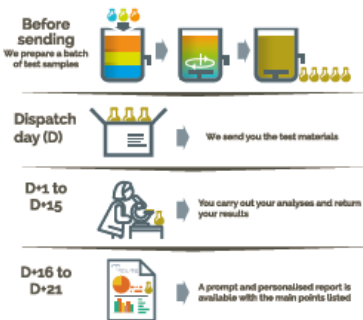 Before
sending
We prepare a batch
of test samples
Dispatch
day (D)
We send you the test materials
D+1 to
D+15
You carry out your analyses and return
your results
D+16 to
D+21
A prompt and personalised report is
available with the main points listed